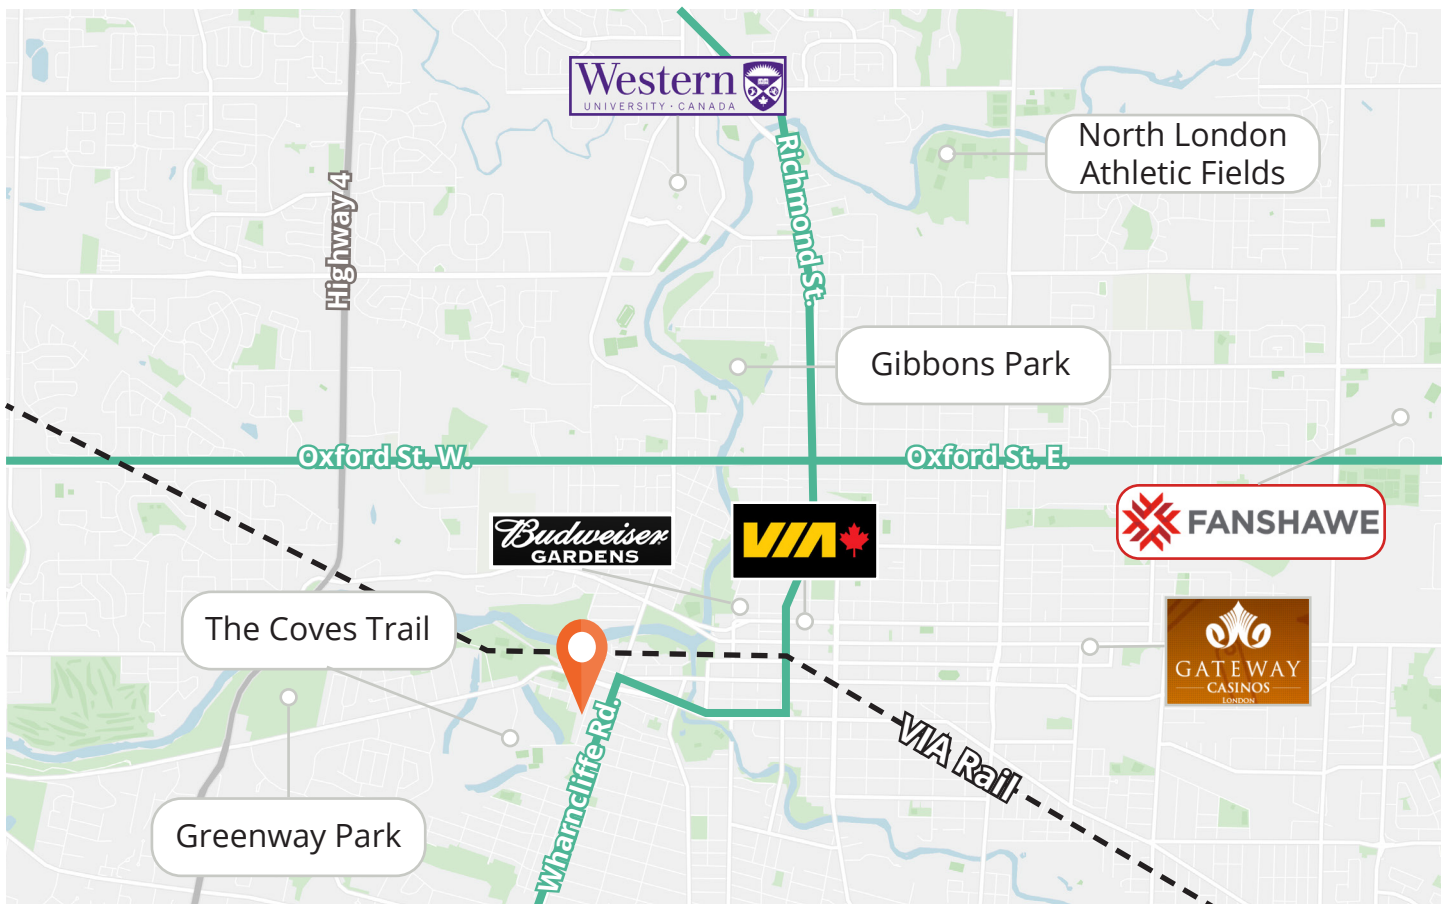 Western
UNIVERSITY · CANADA
North London
Athletic Fields
Richmond St.
Highway 4
Gibbons Park
Oxford St. W.
Oxford St. E.
Budweiser
GARDENS
VIA
FANSHAWE
The Coves Trail
GATEWAY
CASINOS
LONDON
Wharncliffe Rd.
VIA Rail
Greenway Park